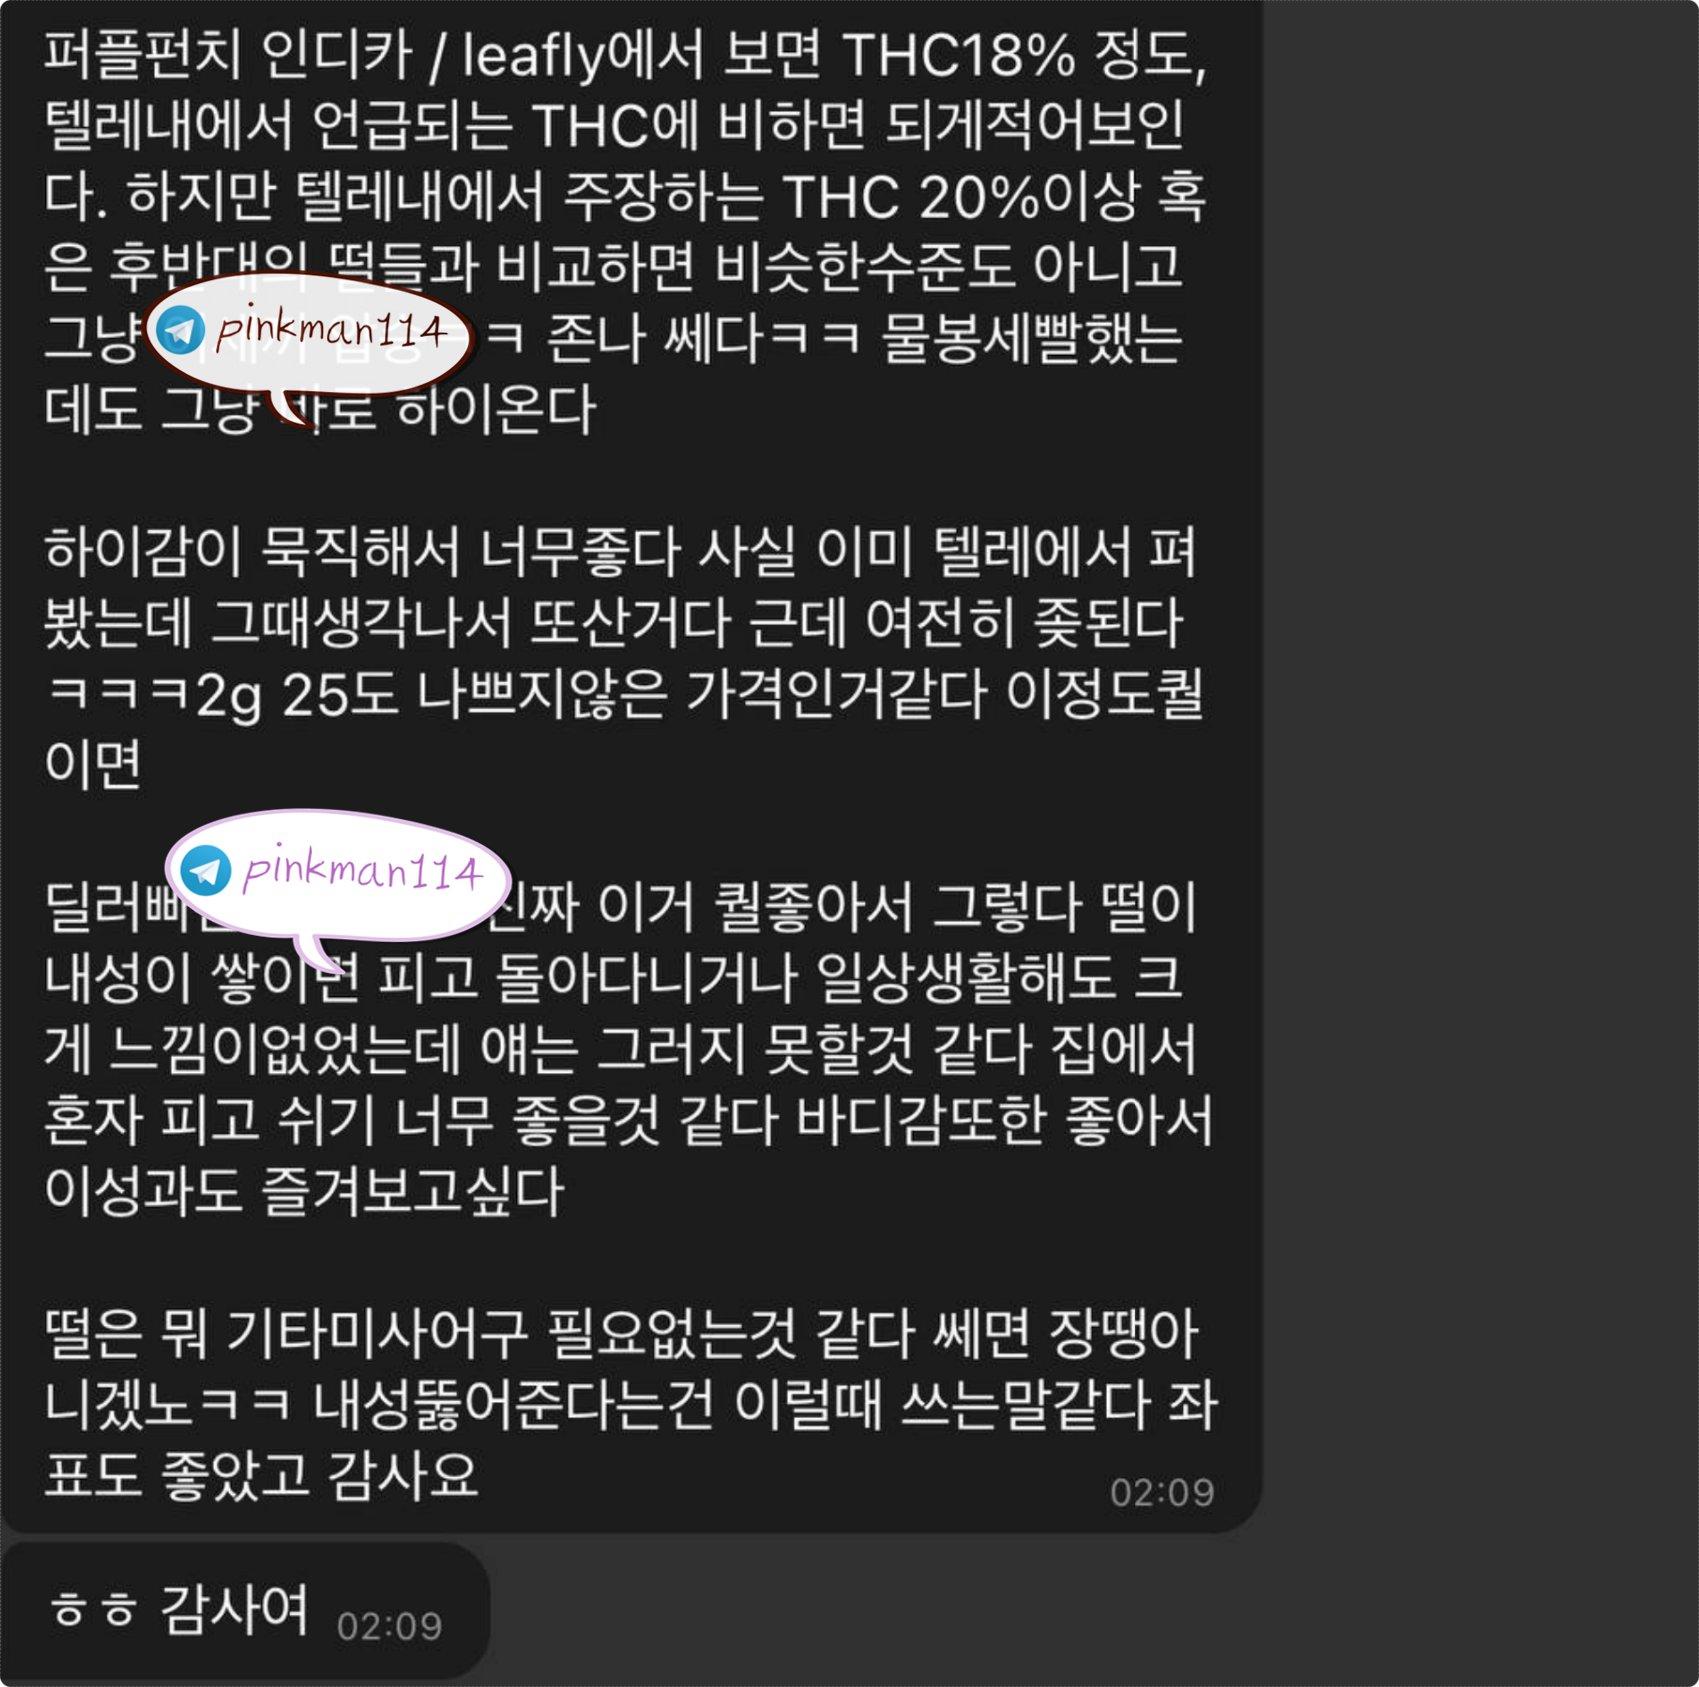 퍼플펀치 인디카 / leafly에서 보면 THC18% 정도,
텔레내에서 언급되는 THC에 비하면 되게적어보인
다. 하지만 텔레내에서 주장하는 THC 20%이상 혹
은 후반대의 떨들과 비교하면 비슷한수준도 아니고
그냥 ㅋ 존나 쎄다ㅋㅋ 물봉세빨했는
pinkman114
데도 그냥 바로 하이온다
하이감이 묵직해서 너무좋다 사실 이미 텔레에서 펴
봤는데 그때생각나서 또산거다 근데 여전히 좆된다
ㅋㅋㅋ2g 25도 나쁘지않은 가격인거같다 이정도퀄
이면
pinkman114
진짜 이거 퀄좋아서 그렇다 떨이
내성이 쌓이면 피고 돌아다니거나 일상생활해도 크
게 느낌이없었는데 얘는 그러지 못할것 같다 집에서
혼자 피고 쉬기 너무 좋을것 같다 바디감또한 좋아서
이성과도 즐겨보고싶다
떨은 뭐 기타미사어구 필요없는것 같다 쎄면 장땡아
니겠노ㅋㅋ 내성뚫어준다는건 이럴때 쓰는말같다 좌
표도 좋았고 감사요
02:09
ㅎㅎ 감사여 02:09